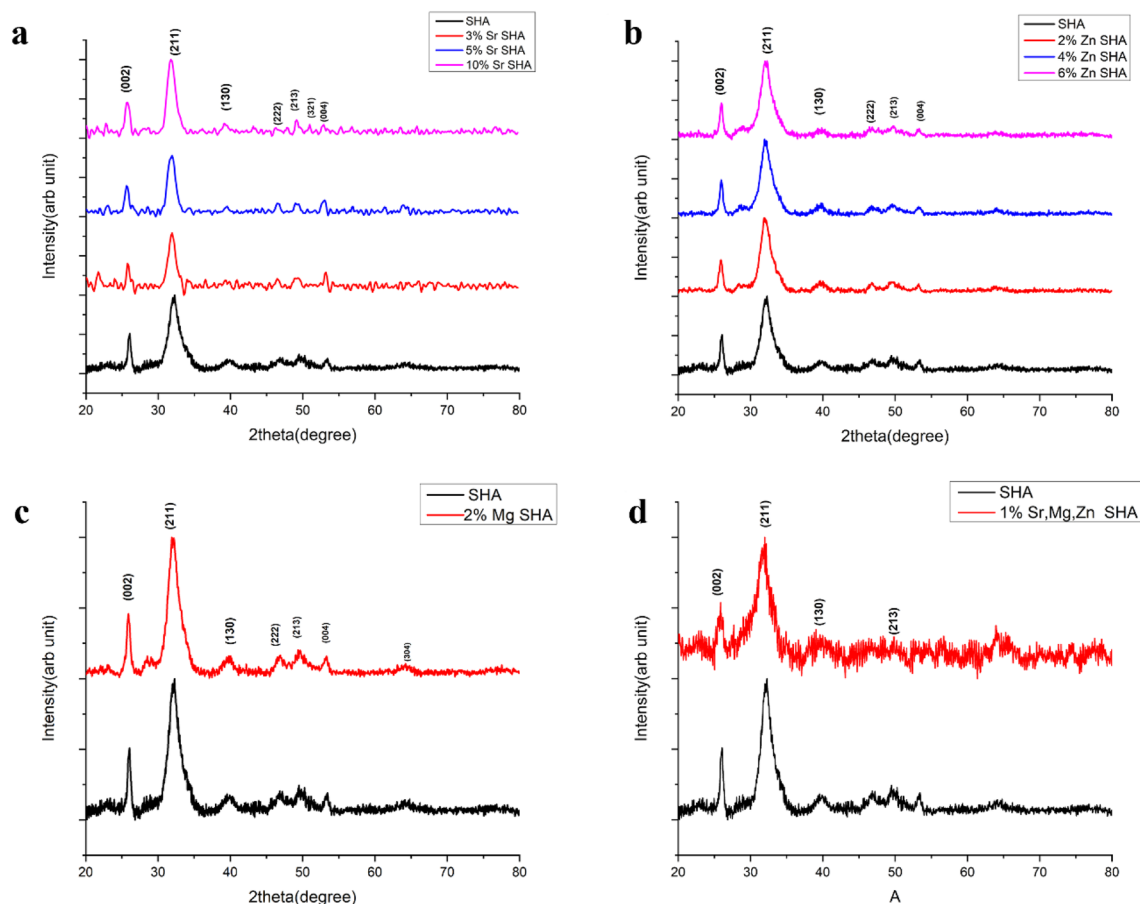 a
SHA
3% Sr SHA
5% Sr SHA
10% Sr SHA
(002)
(211)
(130)
(222)
(213)
(321)
(004)
Intensity(arb unit)
20 30 40 50 60 70 80
2theta(degree)
b
SHA
2% Zn SHA
4% Zn SHA
6% Zn SHA
(002)
(211)
(130)
(222)
(213)
(004)
Intensity(arb unit)
20 30 40 50 60 70 80
2theta(degree)
c
SHA
2% Mg SHA
(002)
(211)
(130)
(222)
(213)
(004)
(304)
Intensity(arb unit)
20 30 40 50 60 70 80
2theta(degree)
d
SHA
1% Sr,Mg,Zn SHA
(002)
(211)
(130)
(213)
Intensity(arb unit)
20 30 40 50 60 70 80
A